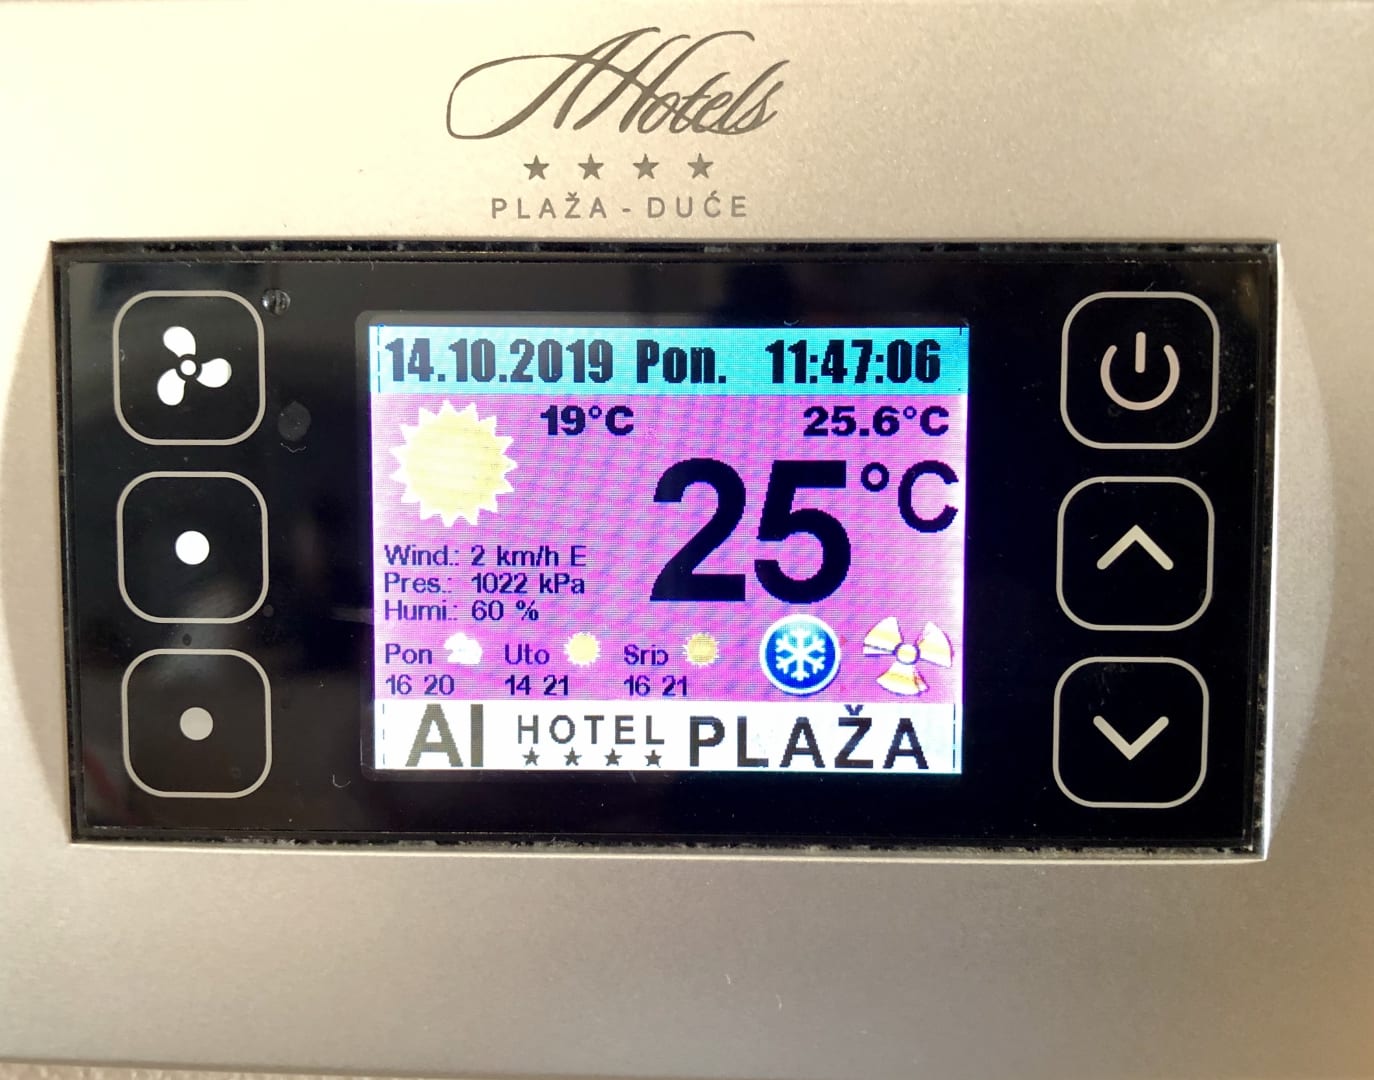 AHotels
PLAŽA - DUĆE
14.10.2019 Pon. 11:47:06
19°C 25.6°C
25°C
Wind.: 2 km/h E
Pres.: 1022 kPa
Humi.: 60 %
Pon Uto Sri
16 20 14 21 16 21
AI HOTEL PLAŽA